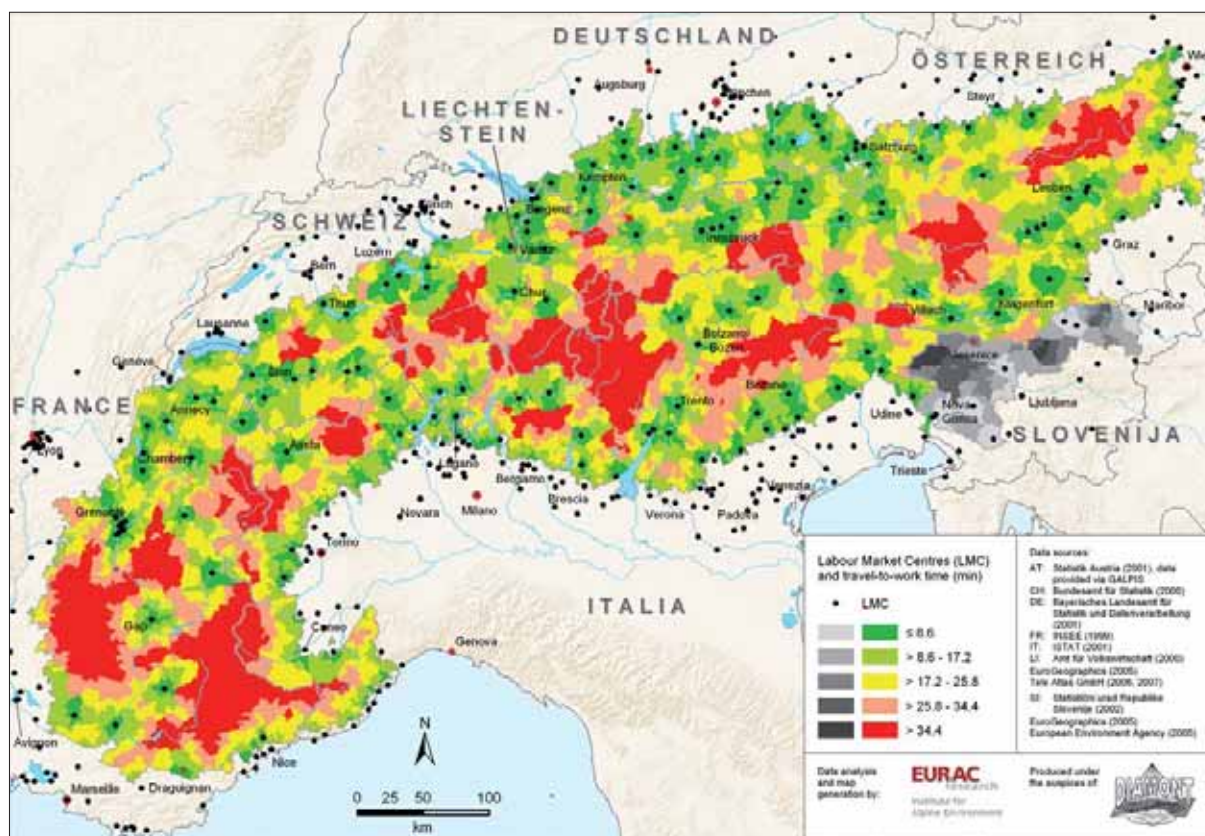 DEUTSCHLAND
ÖSTERREICH
Augsburg
Steyr
LIECHTEN-
STEIN
Salzburg
Kempten
Leoben
Bregenz
SCHWEIZ
Innsbruck
Vaduz
Luzern
Graz
Bern
Chur
Thun
Klagenfurt
Maribor
Villach
Lausanne
Bolzano/
Bozen
Jesenice
Genève
Sion
Belluno
FRANCE
Annecy
Trento
Nova
Gorica
Ljubljana
Udine
Lyon
Aosta
SLOVENIJA
Chambéry
Lugano
Trieste
Bergamo
Brescia
Venezia
Grenoble
Novara
Milano
Verona
Padova
Torino
ITALIA
Gap
Cuneo
Genova
N
Avignon
Nice
Marseille
Draguignan
0 25 50 100
km
Labour Market Centres (LMC)
and travel-to-work time (min)
LMC
≤ 8.6
> 8.6 - 17.2
> 17.2 - 25.8
> 25.8 - 34.4
> 34.4
Data sources:
AT: Statistik Austria (2001), data
provided via GALPIS
CH: Bundesamt für Statistik (2000)
DE: Bayerisches Landesamt für
Statistik und Datenverarbeitung
(2001)
FR: INSEE (1999)
IT: ISTAT (2001)
LI: Amt für Volkswirtschaft (2000)
EuroGeographics (2005)
Tele Atlas GmbH (2006, 2007)
SI: Statistični urad Republike
Slovenije (2002)
EuroGeographics (2005)
European Environment Agency (2005)
Data analysis
and map
generation by:
EURAC
research
Institute for
Alpine Environment
Produced under
the auspices of:
DIAMONT